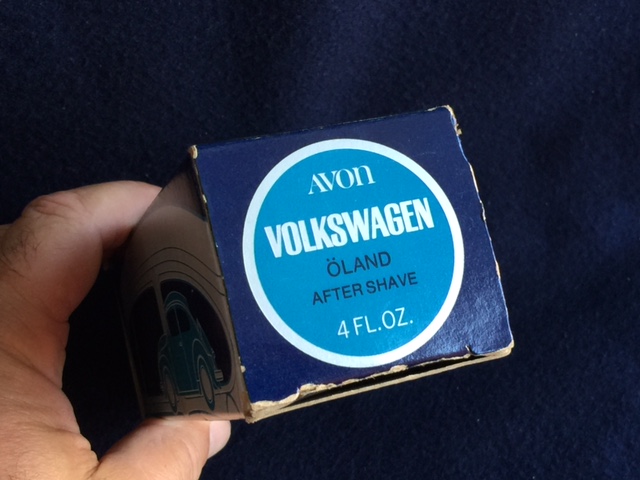 AVON
VOLKSWAGEN
ÖLAND
AFTER SHAVE
4 FL.OZ.